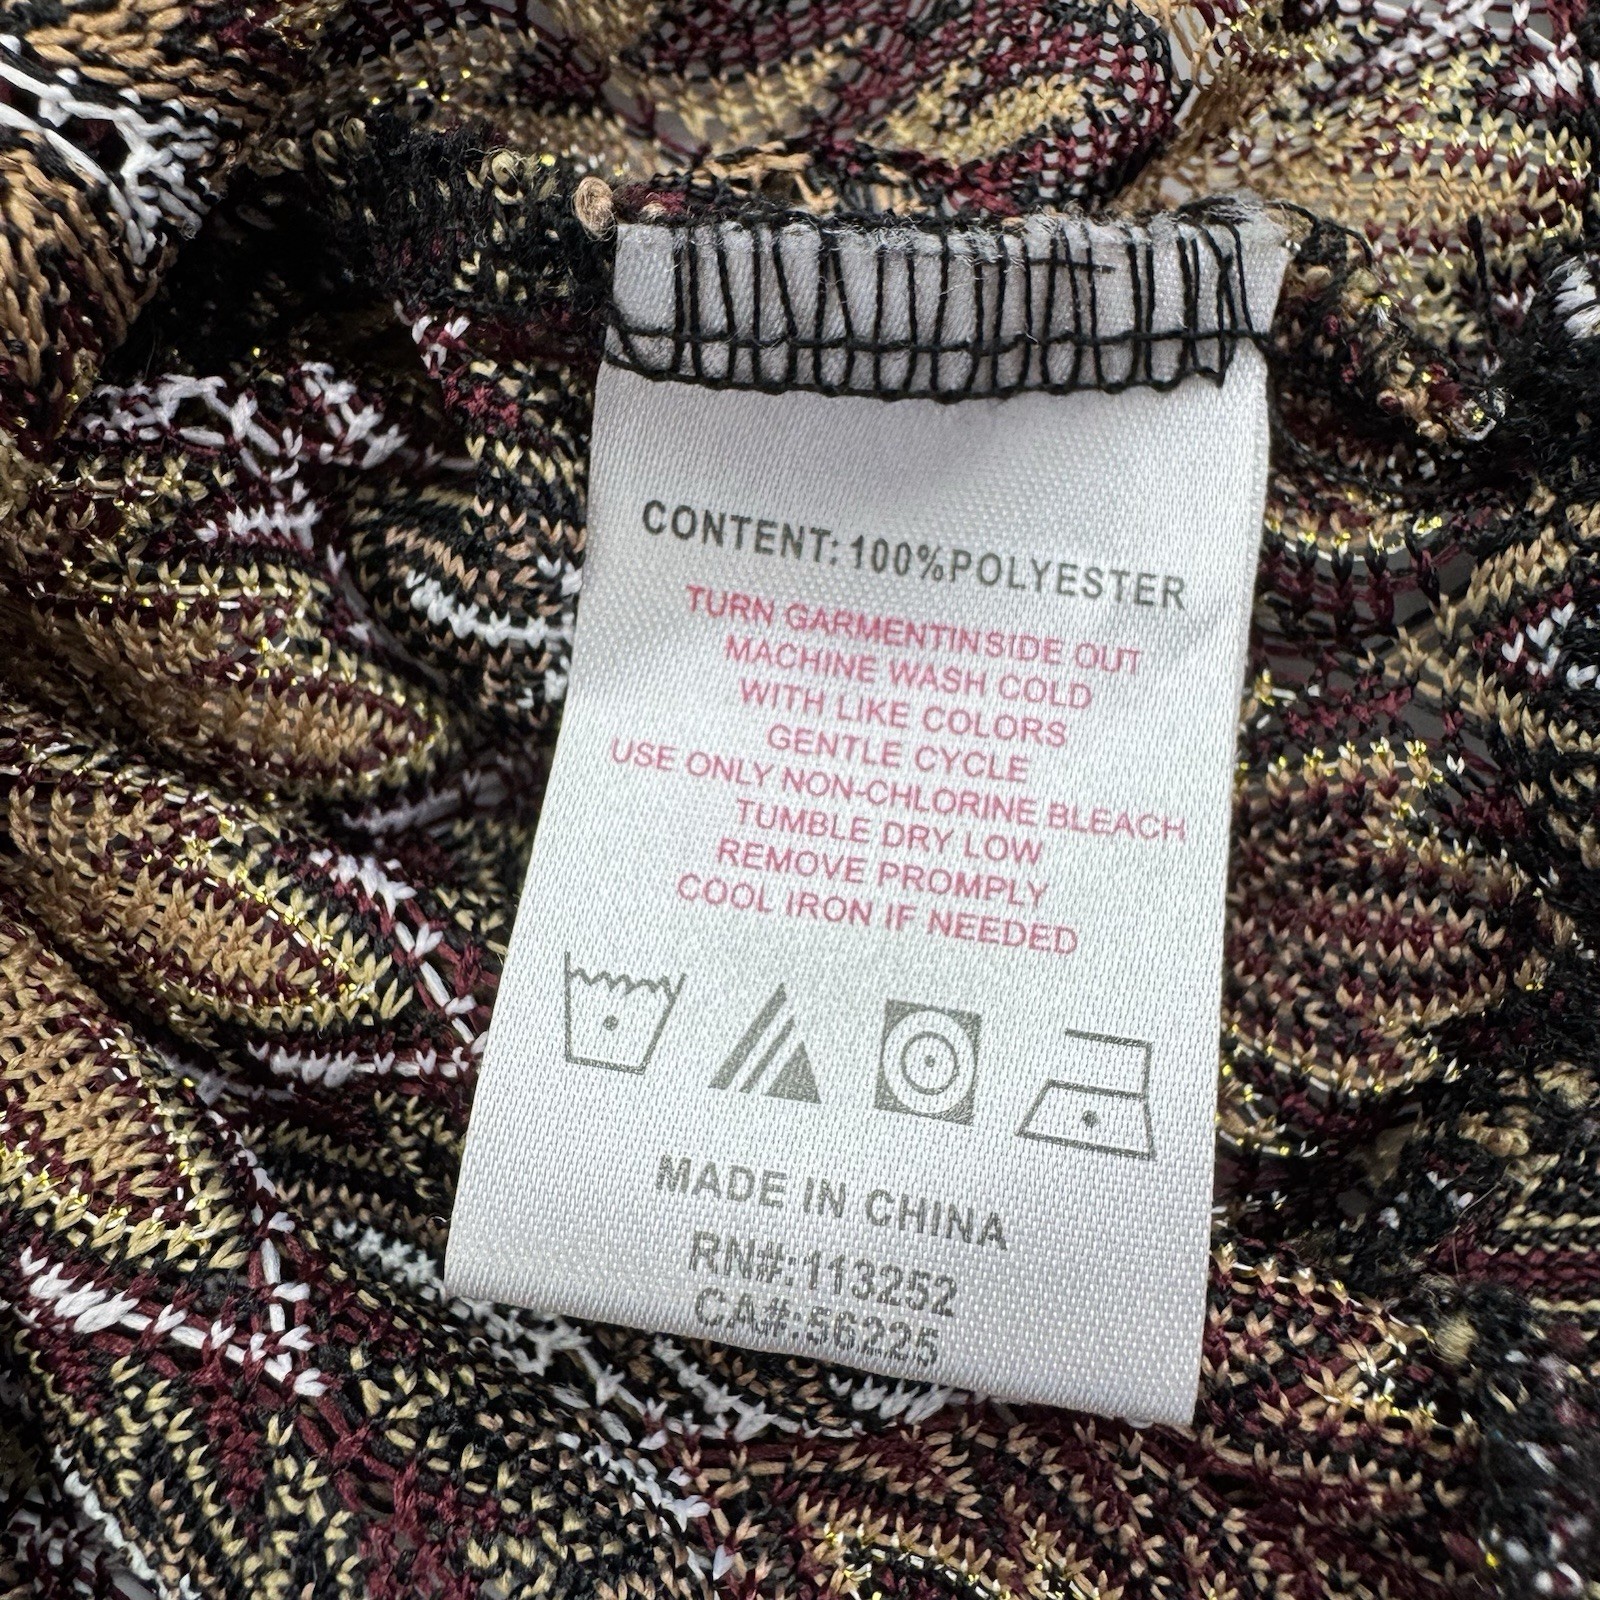 CONTENT: 100%POLYESTER
TURN GARMENTINSIDE OUT
MACHINE WASH COLD
WITH LIKE COLORS
GENTLE CYCLE
USE ONLY NON-CHLORINE BLEACH
TUMBLE DRY LOW
REMOVE PROMPLY
COOL IRON IF NEEDED
MADE IN CHINA
RN#:113252
CA#:56225